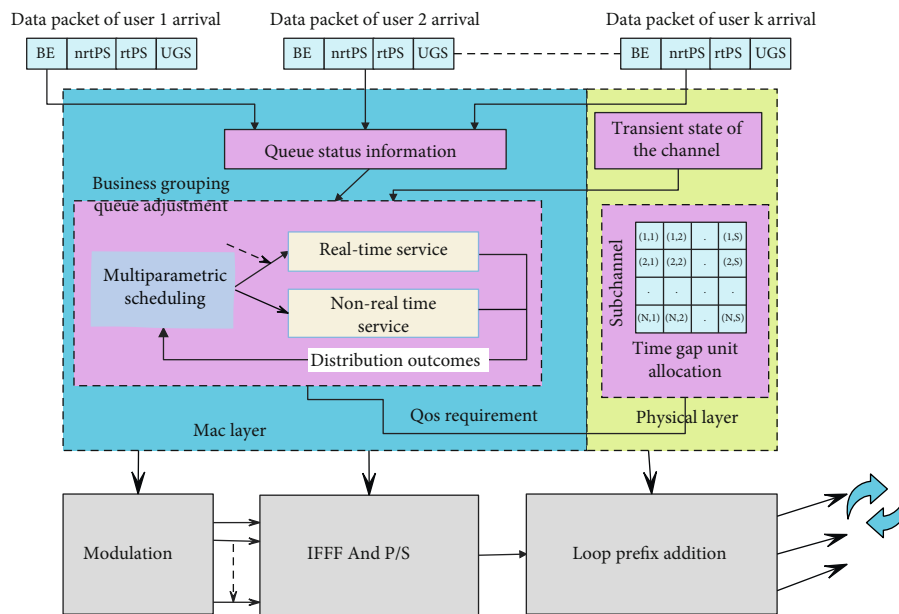 Data packet of user 1 arrival
Data packet of user 2 arrival
Data packet of user k arrival
BE nrtPS rtPS UGS
BE nrtPS rtPS UGS
BE nrtPS rtPS UGS
Queue status information
Transient state of
the channel
Business grouping
queue adjustment
Multiparametric
scheduling
Real-time service
Non-real time
service
Distribution outcomes
Subchannel
(1,1) (1,2) . (1,S)
(2,1) (2,2) . (2,S)
. . . .
(N,1) (N,2) . (N,S)
Time gap unit
allocation
Qos requirement
Mac layer
Physical layer
Modulation
IFFF And P/S
Loop prefix addition